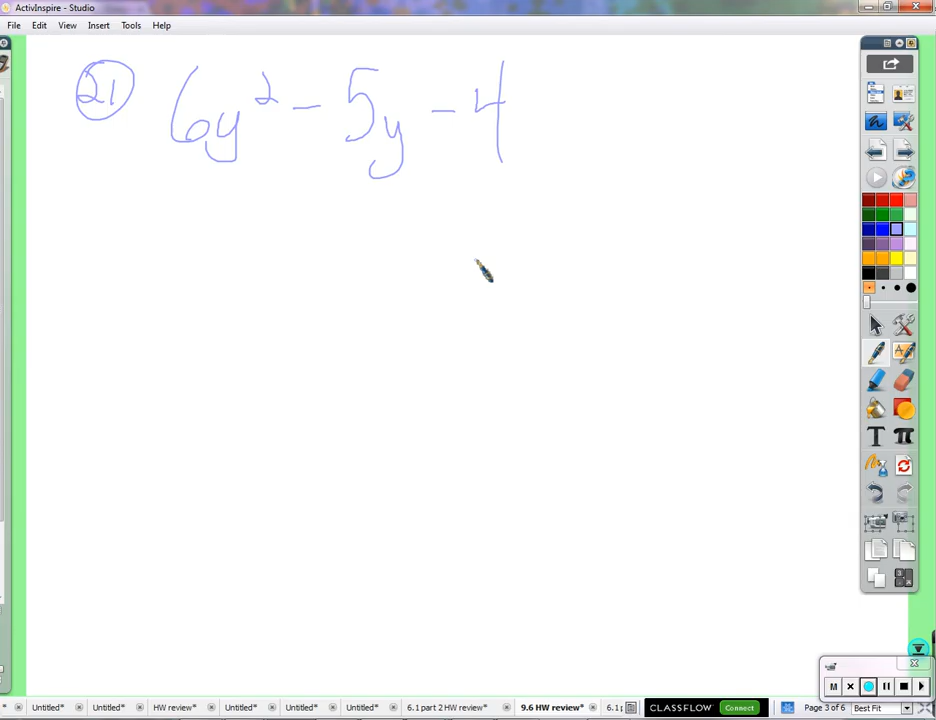 ActivInspire - Studio
File Edit View Insert Tools Help
21 6y² - 5y - 4
Untitled* Untitled* HW review* Untitled* Untitled* Untitled* 6.1 part 2 HW review* 9.6 HW review* CLASSFLOW Connect Page 3 of 6 Best Fit